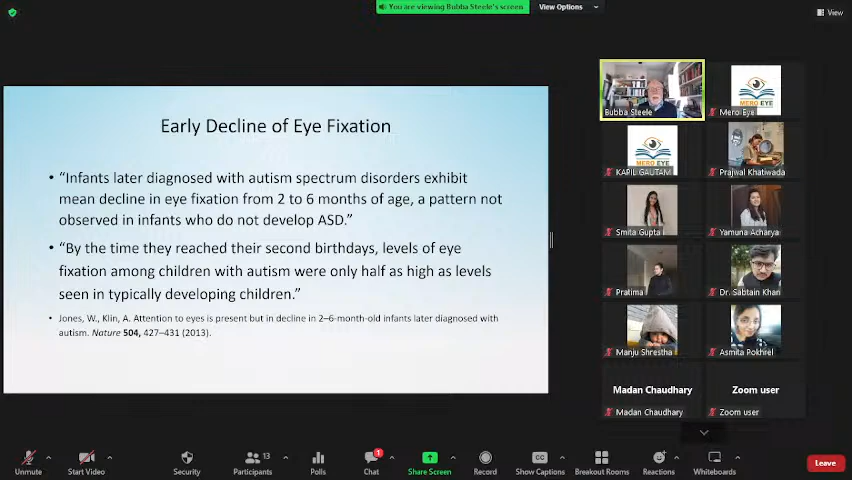 You are viewing Bubba Steele's screen
View Options
View
Early Decline of Eye Fixation
• “Infants later diagnosed with autism spectrum disorders exhibit
mean decline in eye fixation from 2 to 6 months of age, a pattern not
observed in infants who do not develop ASD.”
• “By the time they reached their second birthdays, levels of eye
fixation among children with autism were only half as high as levels
seen in typically developing children.”
• Jones, W., Klin, A. Attention to eyes is present but in decline in 2–6-month-old infants later diagnosed with
autism. Nature 504, 427–431 (2013).
Bubba Steele
MERO EYE
Mero Eye
MERO EYE
KAPIL GAUTAM
Prajwal Khatiwada
Smita Gupta
Yamuna Acharya
Pratima
Dr. Sabtain Khan
Manju Shrestha
Asmita Pokhrel
Madan Chaudhary
Madan Chaudhary
Zoom user
Zoom user
Unmute
Start Video
Security
13
Participants
Polls
1
Chat
Share Screen
Record
CC
Show Captions
Breakout Rooms
Reactions
Whiteboards
Leave